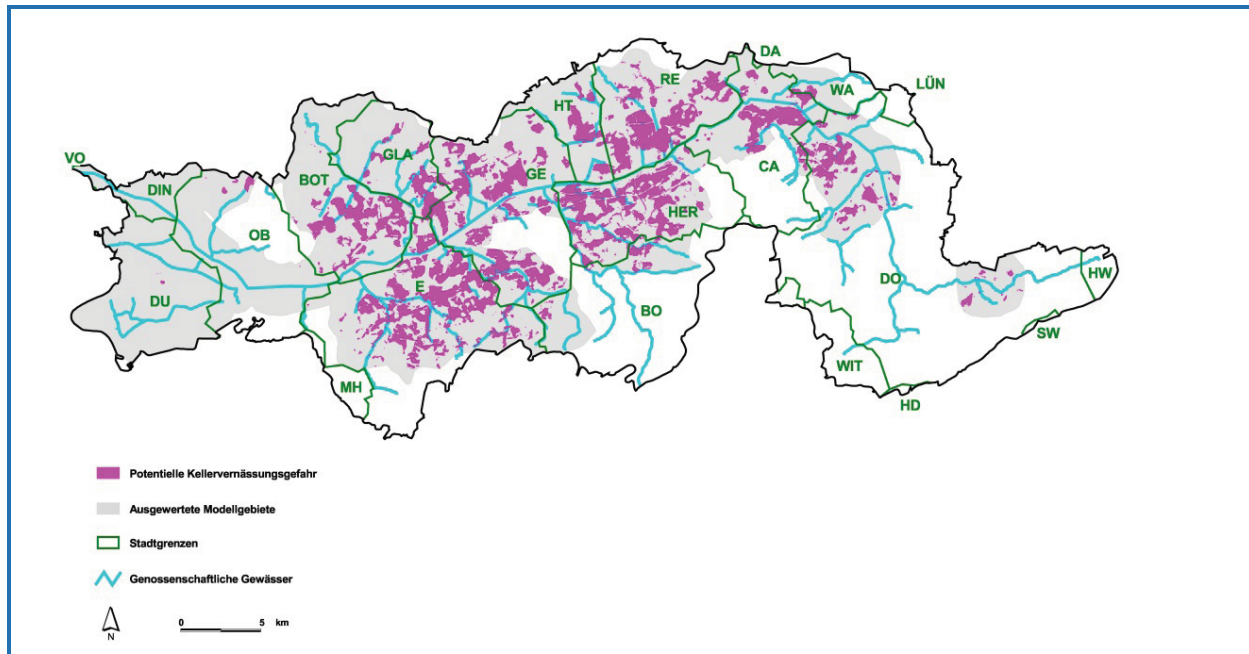 DA
RE
WA
LÜN
HT
VO
GLA
DIN
BOT
GE
CA
HER
OB
DU
E
BO
DO
HW
SW
MH
WIT
HD
Potentielle Kellervernässungsgefahr
Ausgewertete Modellgebiete
Stadtgrenzen
Genossenschaftliche Gewässer
N
0 5 km